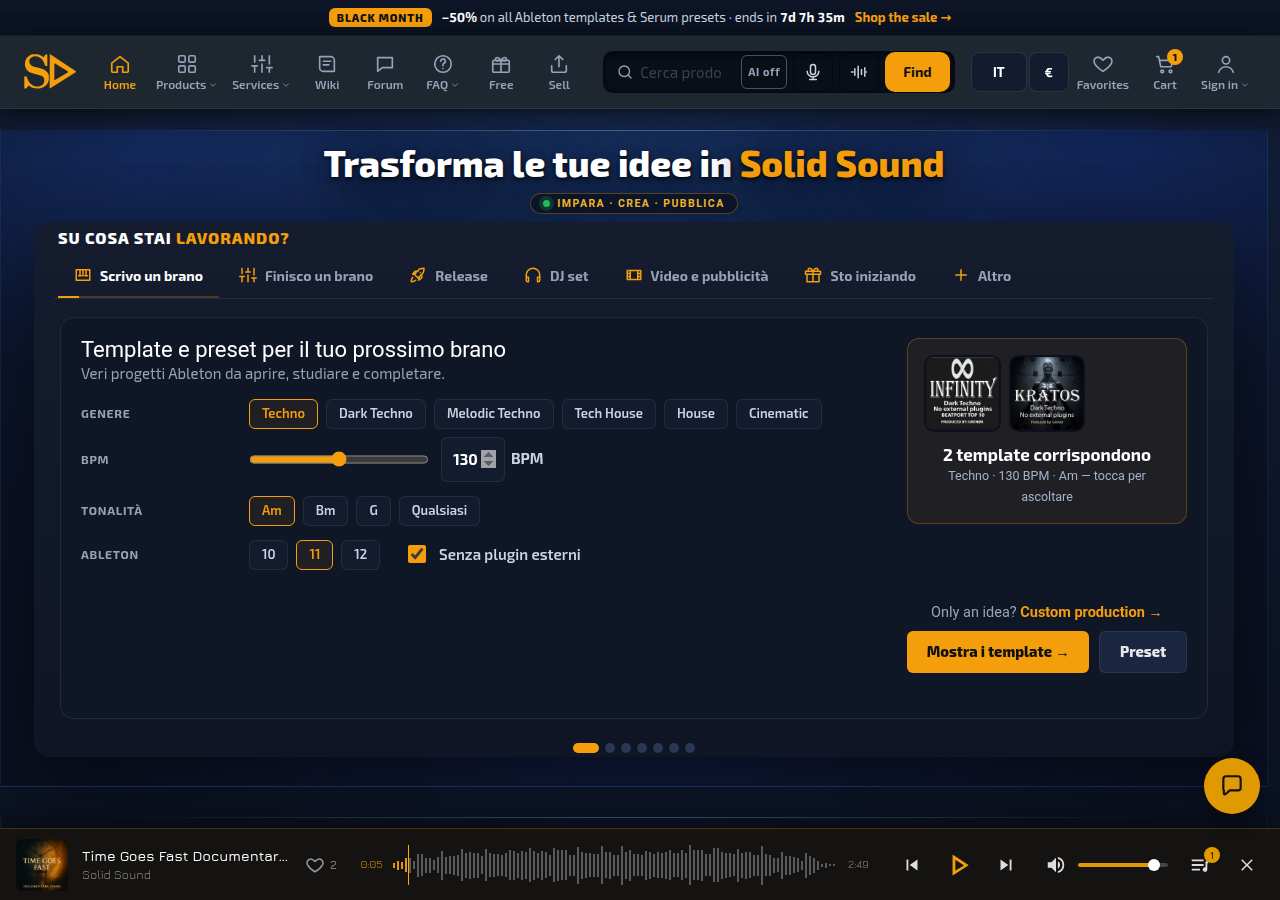 BLACK MONTH −50% on all Ableton templates & Serum presets · ends in 7d 7h 35m Shop the sale →
Home
Products
Services
Wiki
Forum
FAQ
Free
Sell
Cerca prodo
AI off
Find
IT
€
Favorites
1
Cart
Sign in
Trasforma le tue idee in Solid Sound
IMPARA · CREA · PUBBLICA
SU COSA STAI LAVORANDO?
Scrivo un brano
Finisco un brano
Release
DJ set
Video e pubblicità
Sto iniziando
Altro
Template e preset per il tuo prossimo brano
Veri progetti Ableton da aprire, studiare e completare.
GENERE
Techno
Dark Techno
Melodic Techno
Tech House
House
Cinematic
BPM
130
BPM
TONALITÀ
Am
Bm
G
Qualsiasi
ABLETON
10
11
12
Senza plugin esterni
INFINITY
Dark Techno
No external plugins
BEATPORT TOP 10
KRATOS
Dark Techno
No external plugins
2 template corrispondono
Techno · 130 BPM · Am — tocca per
ascoltare
Only an idea? Custom production →
Mostra i template →
Preset
TIME GOES
FAST
Time Goes Fast Documentar...
Solid Sound
2
0:05
2:49
1